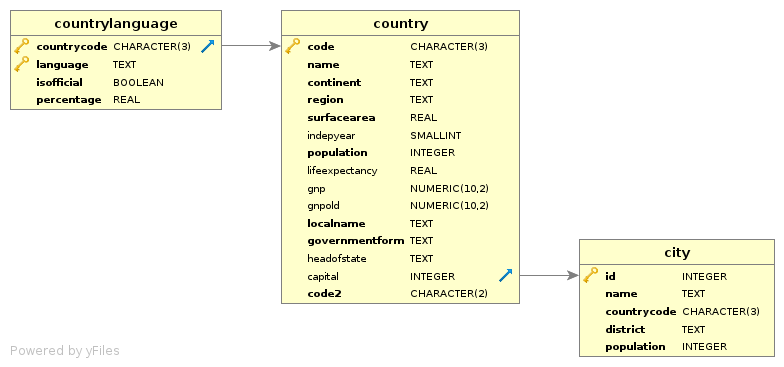 countrylanguage
countrycode CHARACTER(3)
language TEXT
isofficial BOOLEAN
percentage REAL
country
code CHARACTER(3)
name TEXT
continent TEXT
region TEXT
surfacearea REAL
indepyear SMALLINT
population INTEGER
lifeexpectancy REAL
gnp NUMERIC(10,2)
gnpold NUMERIC(10,2)
localname TEXT
governmentform TEXT
headofstate TEXT
capital INTEGER
code2 CHARACTER(2)
city
id INTEGER
name TEXT
countrycode CHARACTER(3)
district TEXT
population INTEGER
Powered by yFiles